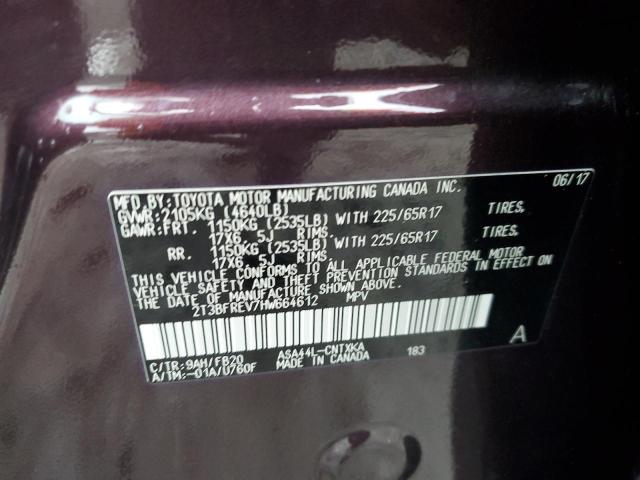 MFD.BY:TOYOTA MOTOR MANUFACTURING CANADA INC. 06/17
GVWR:2105KG (4640LB)
GAWR:FRT. 1150KG (2535LB) WITH 225/65R17 TIRES,
17X6.5J RIMS.
RR. 1150KG (2535LB) WITH 225/65R17 TIRES,
17X6.5J RIMS.
THIS VEHICLE CONFORMS TO ALL APPLICABLE FEDERAL MOTOR
VEHICLE SAFETY AND THEFT PREVENTION STANDARDS IN EFFECT ON
THE DATE OF MANUFACTURE SHOWN ABOVE.
2T3BFREV7HW664612 MPV
C/TR:9AH/FB20 ASA44L-CNTXKA 183 A
A/TM:-01A/U760F MADE IN CANADA